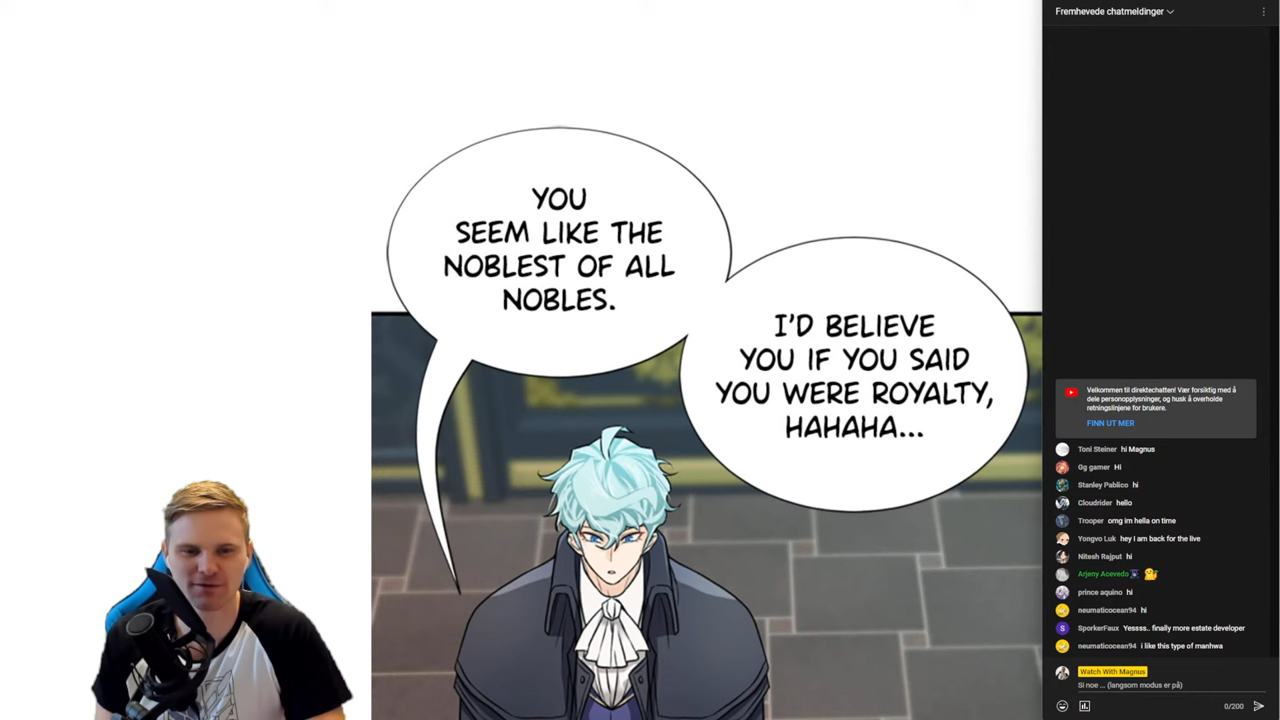 YOU
SEEM LIKE THE
NOBLEST OF ALL
NOBLES.
I'D BELIEVE
YOU IF YOU SAID
YOU WERE ROYALTY,
HAHAHA...
Fremhevede chatmeldinger
Velkommen til direktechatten! Vær forsiktig med å
dele personopplysninger, og husk å overholde
retningslinjene for brukere.
FINN UT MER
Toni Steiner hi Magnus
Gg gamer Hi
Stanley Pablico hi
Cloudrider hello
Trooper omg im hella on time
Yongvo Luk hey I am back for the live
Nitesh Rajput hi
Arjeny Acevedo
prince aquino hi
neumaticocean94 hi
S SporkerFaux Yessss.. finally more estate developer
neumaticocean94 i like this type of manhwa
Watch With Magnus
Si noe ... (langsom modus er på)
0/200